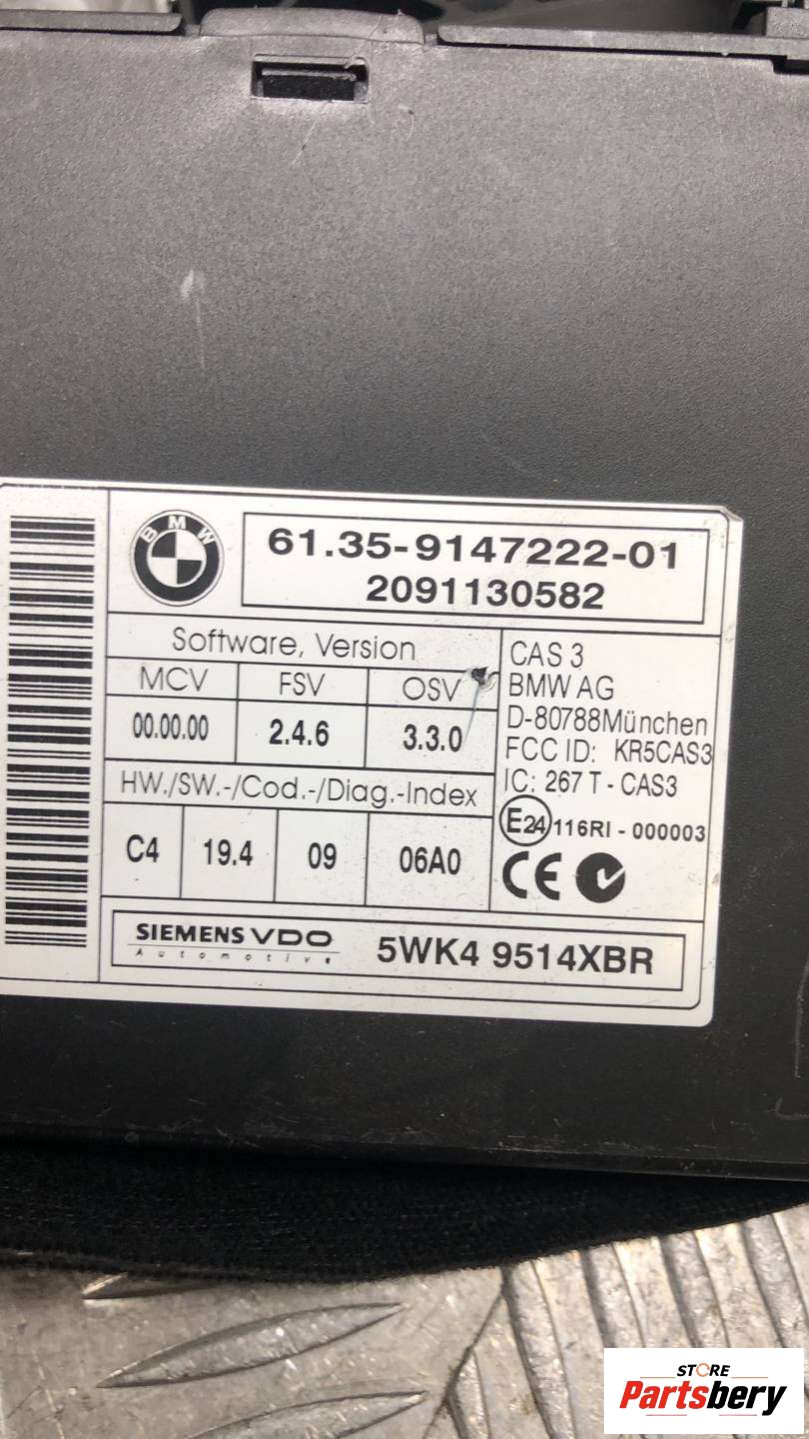 BMW
61.35-9147222-01
2091130582
Software, Version
MCV FSV OSV
00.00.00 2.4.6 3.3.0
HW./SW.-/Cod.-/Diag.-Index
C4 19.4 09 06A0
CAS 3
BMW AG
D-80788München
FCC ID: KR5CAS3
IC: 267 T - CAS3
E24 116RI - 000003
CE
SIEMENS VDO
Automotive
5WK4 9514XBR
STORE
Partsbery